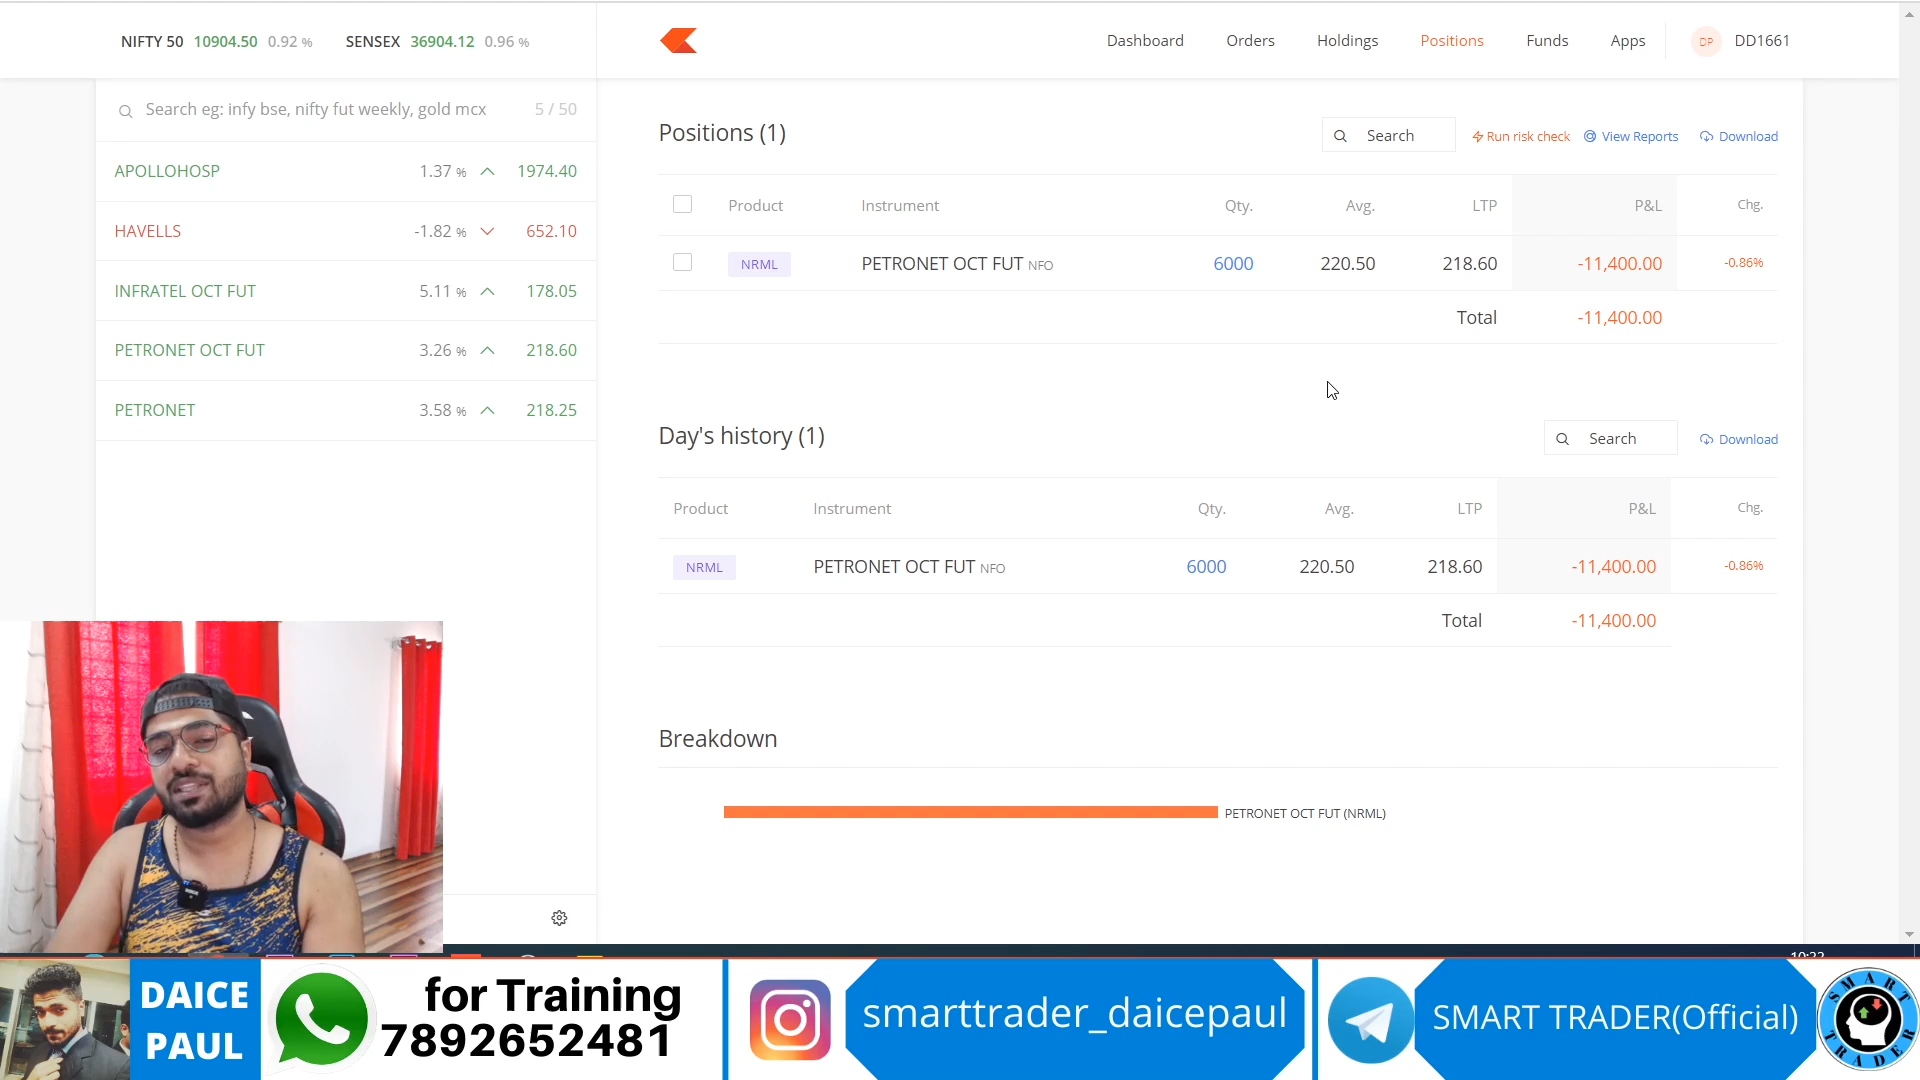 NIFTY 50 10904.50 0.92 % SENSEX 36904.12 0.96 %
Dashboard Orders Holdings Positions Funds Apps DP DD1661
Search eg: infy bse, nifty fut weekly, gold mcx 5 / 50
APOLLOHOSP 1.37 % 1974.40
HAVELLS -1.82 % 652.10
INFRATEL OCT FUT 5.11 % 178.05
PETRONET OCT FUT 3.26 % 218.60
PETRONET 3.58 % 218.25
Positions (1) Search Run risk check View Reports Download
Product Instrument Qty. Avg. LTP P&L Chg.
NRML PETRONET OCT FUT NFO 6000 220.50 218.60 -11,400.00 -0.86%
Total -11,400.00
Day's history (1) Search Download
Product Instrument Qty. Avg. LTP P&L Chg.
NRML PETRONET OCT FUT NFO 6000 220.50 218.60 -11,400.00 -0.86%
Total -11,400.00
Breakdown
PETRONET OCT FUT (NRML)
DAICE
PAUL
for Training
7892652481
smarttrader_daicepaul
SMART TRADER(Official)
SMART
TRADER